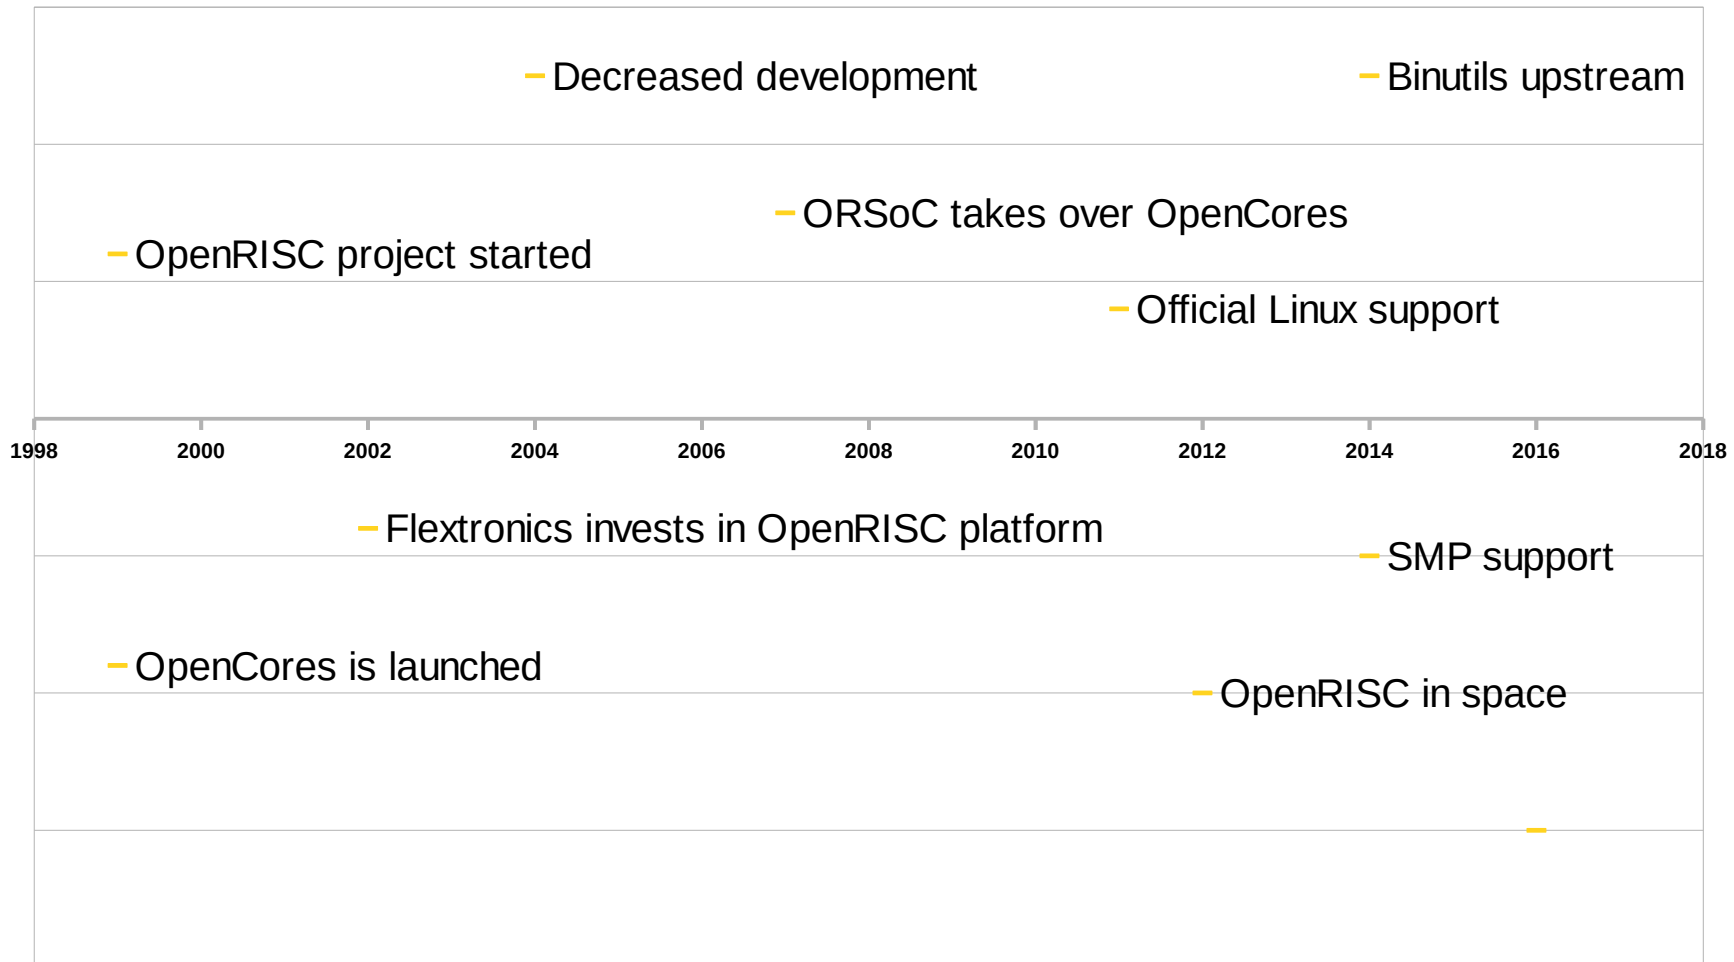 Decreased development
Binutils upstream
ORSoC takes over OpenCores
OpenRISC project started
Official Linux support
1998 2000 2002 2004 2006 2008 2010 2012 2014 2016 2018
Flextronics invests in OpenRISC platform
SMP support
OpenCores is launched
OpenRISC in space